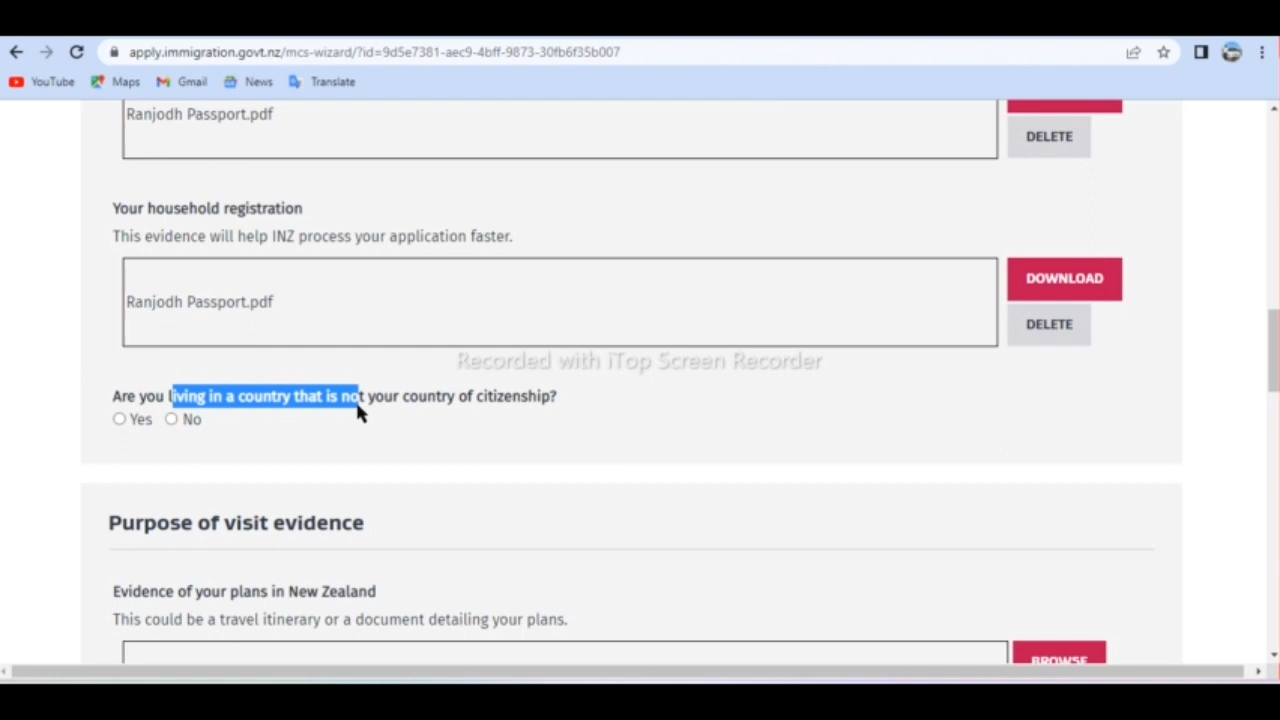 apply.immigration.govt.nz/mcs-wizard/?id=9d5e7381-aec9-4bff-9873-30fb6f35b007
YouTube Maps Gmail News Translate
Ranjodh Passport.pdf
DELETE
Your household registration
This evidence will help INZ process your application faster.
Ranjodh Passport.pdf
DOWNLOAD
DELETE
Recorded with iTop Screen Recorder
Are you living in a country that is not your country of citizenship?
Yes No
Purpose of visit evidence
Evidence of your plans in New Zealand
This could be a travel itinerary or a document detailing your plans.
BROWSE